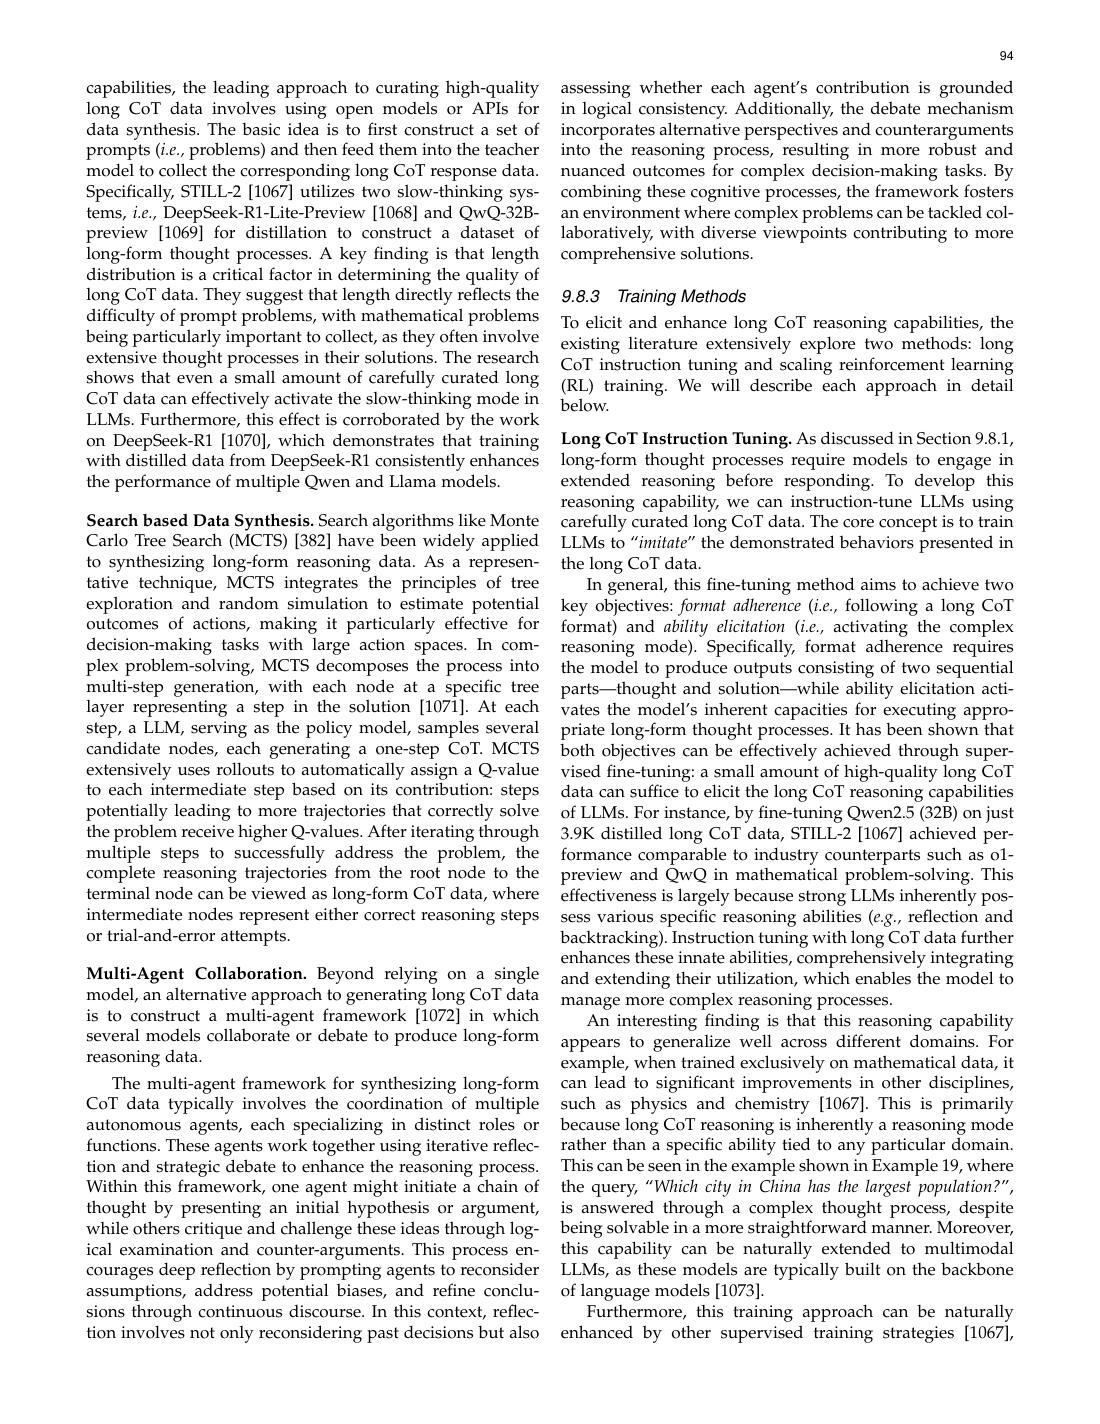 94
capabilities, the leading approach to curating high-quality
long CoT data involves using open models or APIs for
data synthesis. The basic idea is to first construct a set of
prompts (i.e., problems) and then feed them into the teacher
model to collect the corresponding long CoT response data.
Specifically, STILL-2 [1067] utilizes two slow-thinking sys-
tems, i.e., DeepSeek-R1-Lite-Preview [1068] and QwQ-32B-
preview [1069] for distillation to construct a dataset of
long-form thought processes. A key finding is that length
distribution is a critical factor in determining the quality of
long CoT data. They suggest that length directly reflects the
difficulty of prompt problems, with mathematical problems
being particularly important to collect, as they often involve
extensive thought processes in their solutions. The research
shows that even a small amount of carefully curated long
CoT data can effectively activate the slow-thinking mode in
LLMs. Furthermore, this effect is corroborated by the work
on DeepSeek-R1 [1070], which demonstrates that training
with distilled data from DeepSeek-R1 consistently enhances
the performance of multiple Qwen and Llama models.
Search based Data Synthesis. Search algorithms like Monte
Carlo Tree Search (MCTS) [382] have been widely applied
to synthesizing long-form reasoning data. As a represen-
tative technique, MCTS integrates the principles of tree
exploration and random simulation to estimate potential
outcomes of actions, making it particularly effective for
decision-making tasks with large action spaces. In com-
plex problem-solving, MCTS decomposes the process into
multi-step generation, with each node at a specific tree
layer representing a step in the solution [1071]. At each
step, a LLM, serving as the policy model, samples several
candidate nodes, each generating a one-step CoT. MCTS
extensively uses rollouts to automatically assign a Q-value
to each intermediate step based on its contribution: steps
potentially leading to more trajectories that correctly solve
the problem receive higher Q-values. After iterating through
multiple steps to successfully address the problem, the
complete reasoning trajectories from the root node to the
terminal node can be viewed as long-form CoT data, where
intermediate nodes represent either correct reasoning steps
or trial-and-error attempts.
Multi-Agent Collaboration. Beyond relying on a single
model, an alternative approach to generating long CoT data
is to construct a multi-agent framework [1072] in which
several models collaborate or debate to produce long-form
reasoning data.
The multi-agent framework for synthesizing long-form
CoT data typically involves the coordination of multiple
autonomous agents, each specializing in distinct roles or
functions. These agents work together using iterative reflec-
tion and strategic debate to enhance the reasoning process.
Within this framework, one agent might initiate a chain of
thought by presenting an initial hypothesis or argument,
while others critique and challenge these ideas through log-
ical examination and counter-arguments. This process en-
courages deep reflection by prompting agents to reconsider
assumptions, address potential biases, and refine conclu-
sions through continuous discourse. In this context, reflec-
tion involves not only reconsidering past decisions but also
assessing whether each agent's contribution is grounded
in logical consistency. Additionally, the debate mechanism
incorporates alternative perspectives and counterarguments
into the reasoning process, resulting in more robust and
nuanced outcomes for complex decision-making tasks. By
combining these cognitive processes, the framework fosters
an environment where complex problems can be tackled col-
laboratively, with diverse viewpoints contributing to more
comprehensive solutions.
9.8.3 Training Methods
To elicit and enhance long CoT reasoning capabilities, the
existing literature extensively explore two methods: long
CoT instruction tuning and scaling reinforcement learning
(RL) training. We will describe each approach in detail
below.
Long CoT Instruction Tuning. As discussed in Section 9.8.1,
long-form thought processes require models to engage in
extended reasoning before responding. To develop this
reasoning capability, we can instruction-tune LLMs using
carefully curated long CoT data. The core concept is to train
LLMs to “imitate” the demonstrated behaviors presented in
the long CoT data.
In general, this fine-tuning method aims to achieve two
key objectives: format adherence (i.e., following a long CoT
format) and ability elicitation (i.e., activating the complex
reasoning mode). Specifically, format adherence requires
the model to produce outputs consisting of two sequential
parts—thought and solution—while ability elicitation acti-
vates the model's inherent capacities for executing appro-
priate long-form thought processes. It has been shown that
both objectives can be effectively achieved through super-
vised fine-tuning: a small amount of high-quality long CoT
data can suffice to elicit the long CoT reasoning capabilities
of LLMs. For instance, by fine-tuning Qwen2.5 (32B) on just
3.9K distilled long CoT data, STILL-2 [1067] achieved per-
formance comparable to industry counterparts such as o1-
preview and QwQ in mathematical problem-solving. This
effectiveness is largely because strong LLMs inherently pos-
sess various specific reasoning abilities (e.g., reflection and
backtracking). Instruction tuning with long CoT data further
enhances these innate abilities, comprehensively integrating
and extending their utilization, which enables the model to
manage more complex reasoning processes.
An interesting finding is that this reasoning capability
appears to generalize well across different domains. For
example, when trained exclusively on mathematical data, it
can lead to significant improvements in other disciplines,
such as physics and chemistry [1067]. This is primarily
because long CoT reasoning is inherently a reasoning mode
rather than a specific ability tied to any particular domain.
This can be seen in the example shown in Example 19, where
the query, “Which city in China has the largest population?”,
is answered through a complex thought process, despite
being solvable in a more straightforward manner. Moreover,
this capability can be naturally extended to multimodal
LLMs, as these models are typically built on the backbone
of language models [1073].
Furthermore, this training approach can be naturally
enhanced by other supervised training strategies [1067],